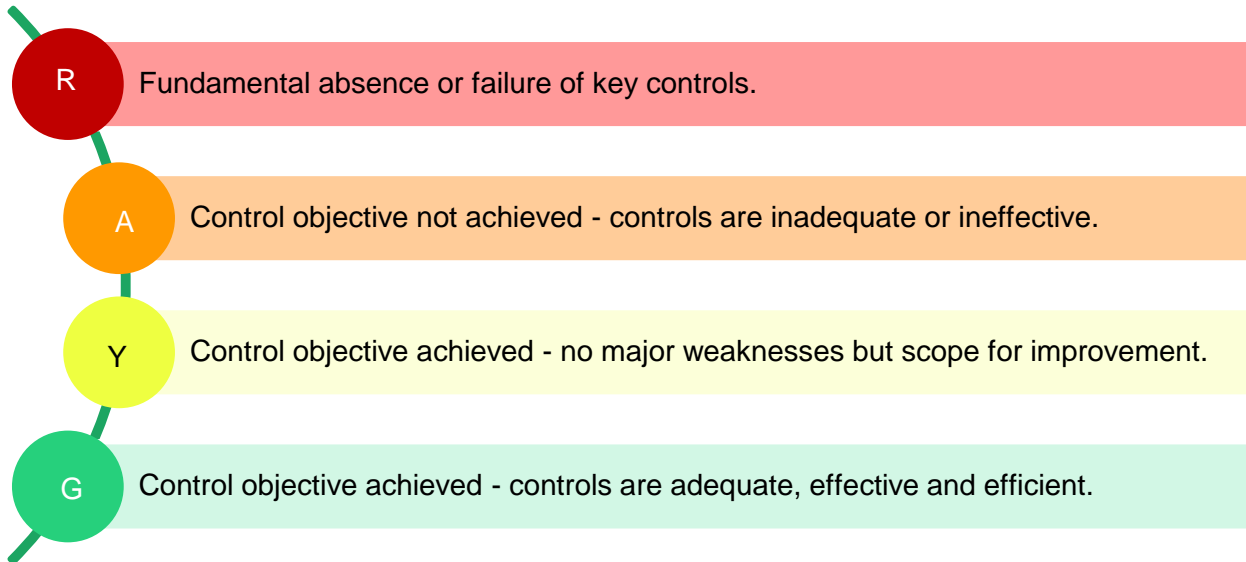 R
Fundamental absence or failure of key controls.
A
Control objective not achieved - controls are inadequate or ineffective.
Y
Control objective achieved - no major weaknesses but scope for improvement.
G
Control objective achieved - controls are adequate, effective and efficient.